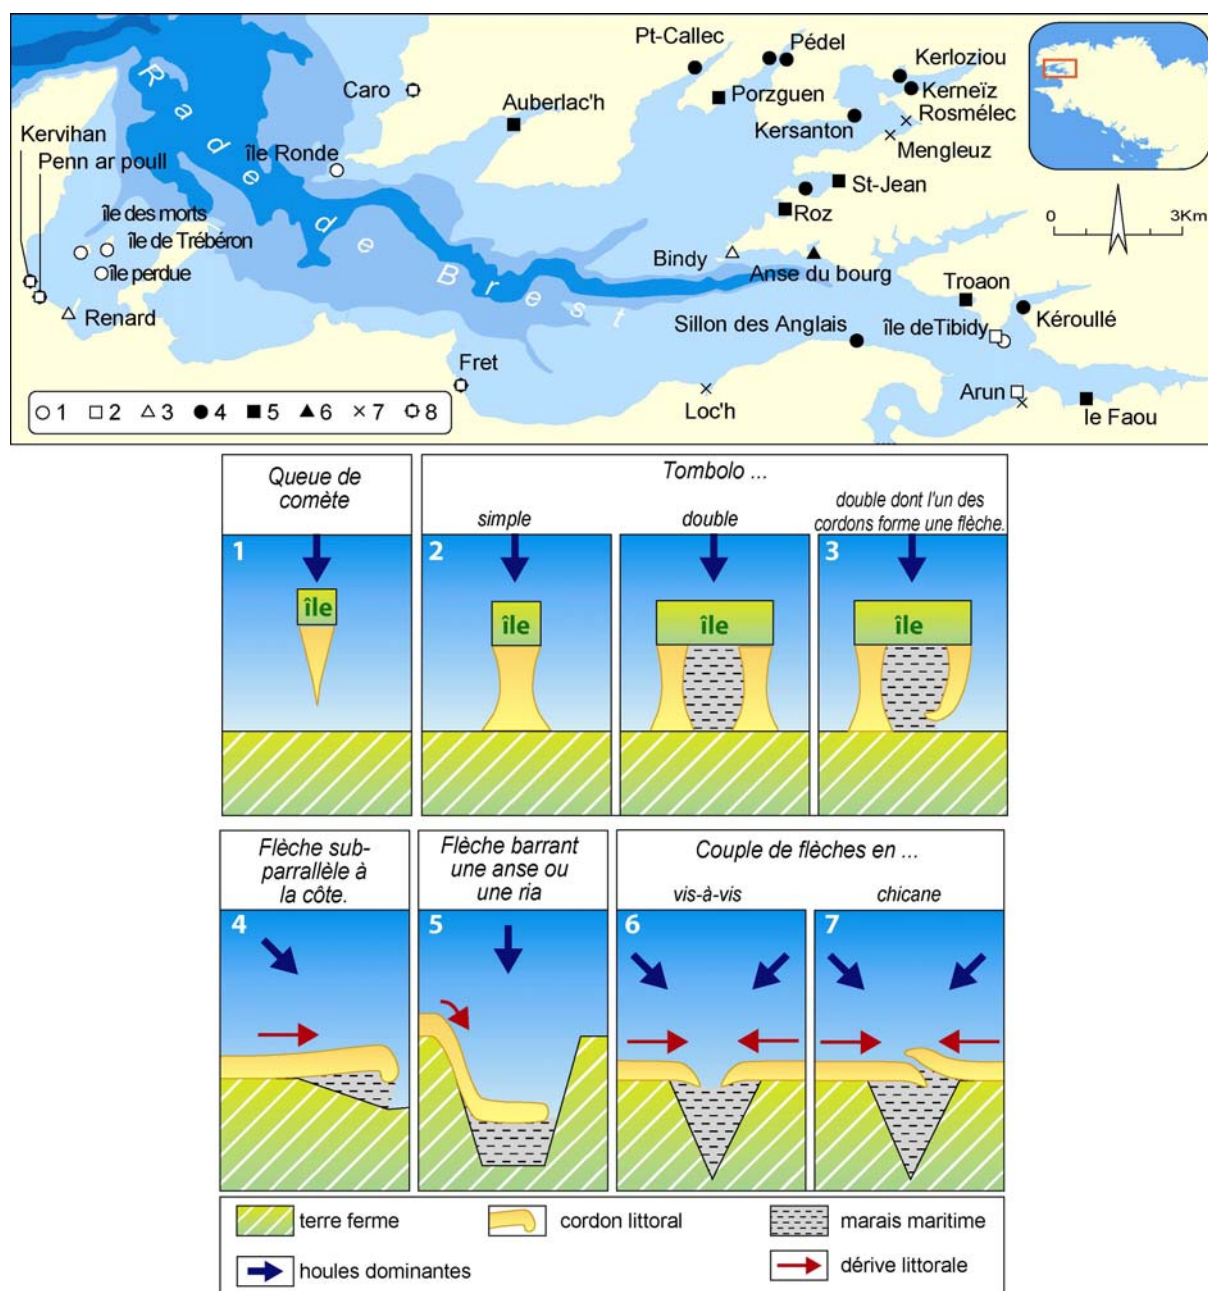 Pt-Callec
Pédel
Kerloziou
Caro
Auberlac'h
Porzguen
Kerneïz
Rosmélec
Kervihan
Kersanton
Penn ar poull
Mengleuz
île Ronde
St-Jean
0 3Km
île des morts
Roz
île de Trébéron
Bindy
Anse du bourg
île perdue
Troaon
Renard
Sillon des Anglais
île deTibidy
Kéroullé
Rade de Brest
Fret
Arun
Loc'h
le Faou
1 2 3 4 5 6 7 8
Queue de
comète
Tombolo ...
simple
double
double dont l'un des
cordons forme une flèche.
1
2
3
île
île
île
île
Flèche sub-
parrallèle à
la côte.
Flèche barrant
une anse ou
une ria
Couple de flèches en ...
vis-à-vis
chicane
4
5
6
7
terre ferme
cordon littoral
marais maritime
houles dominantes
dérive littorale